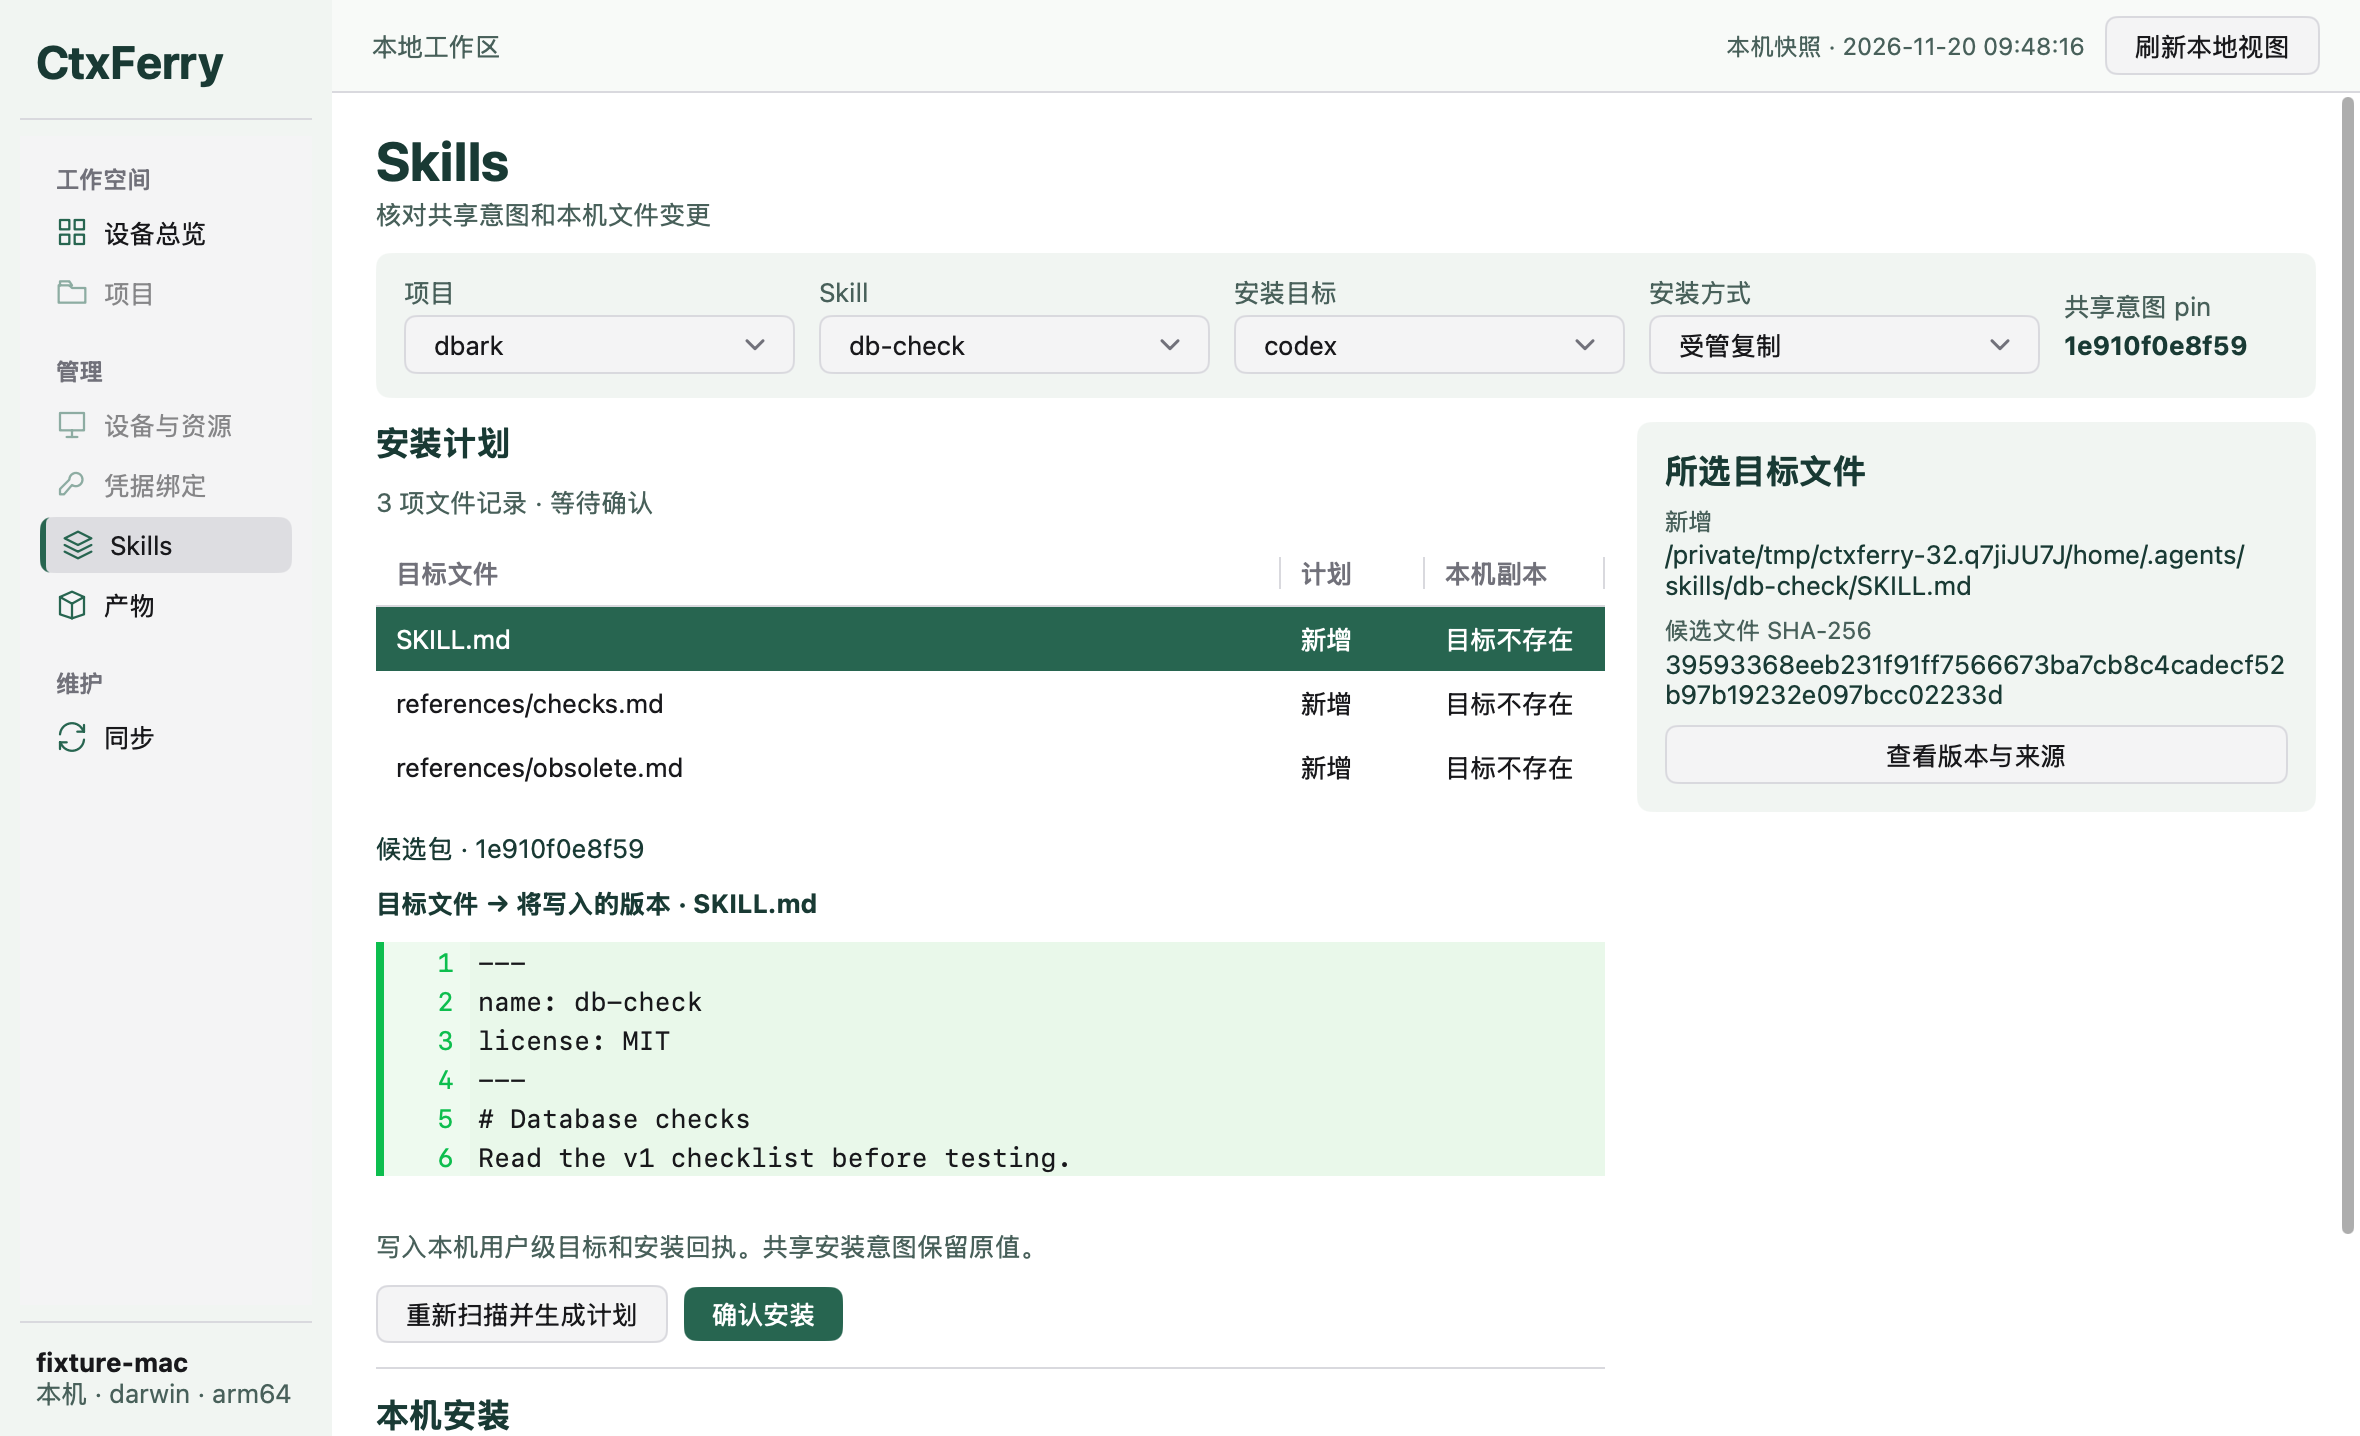 CtxFerry
工作空间
设备总览
项目
管理
设备与资源
凭据绑定
Skills
产物
维护
同步
fixture-mac
本机 · darwin · arm64
本地工作区
本机快照 · 2026-11-20 09:48:16
刷新本地视图
Skills
核对共享意图和本机文件变更
项目
dbark
Skill
db-check
安装目标
codex
安装方式
受管复制
共享意图 pin
1e910f0e8f59
安装计划
3 项文件记录 · 等待确认
目标文件 计划 本机副本
SKILL.md 新增 目标不存在
references/checks.md 新增 目标不存在
references/obsolete.md 新增 目标不存在
候选包 · 1e910f0e8f59
目标文件 → 将写入的版本 · SKILL.md
1 ---
2 name: db-check
3 license: MIT
4 ---
5 # Database checks
6 Read the v1 checklist before testing.
写入本机用户级目标和安装回执。共享安装意图保留原值。
重新扫描并生成计划
确认安装
本机安装
所选目标文件
新增
/private/tmp/ctxferry-32.q7jiJU7J/home/.agents/
skills/db-check/SKILL.md
候选文件 SHA-256
39593368eeb231f91ff7566673ba7cb8c4cadecf52
b97b19232e097bcc02233d
查看版本与来源